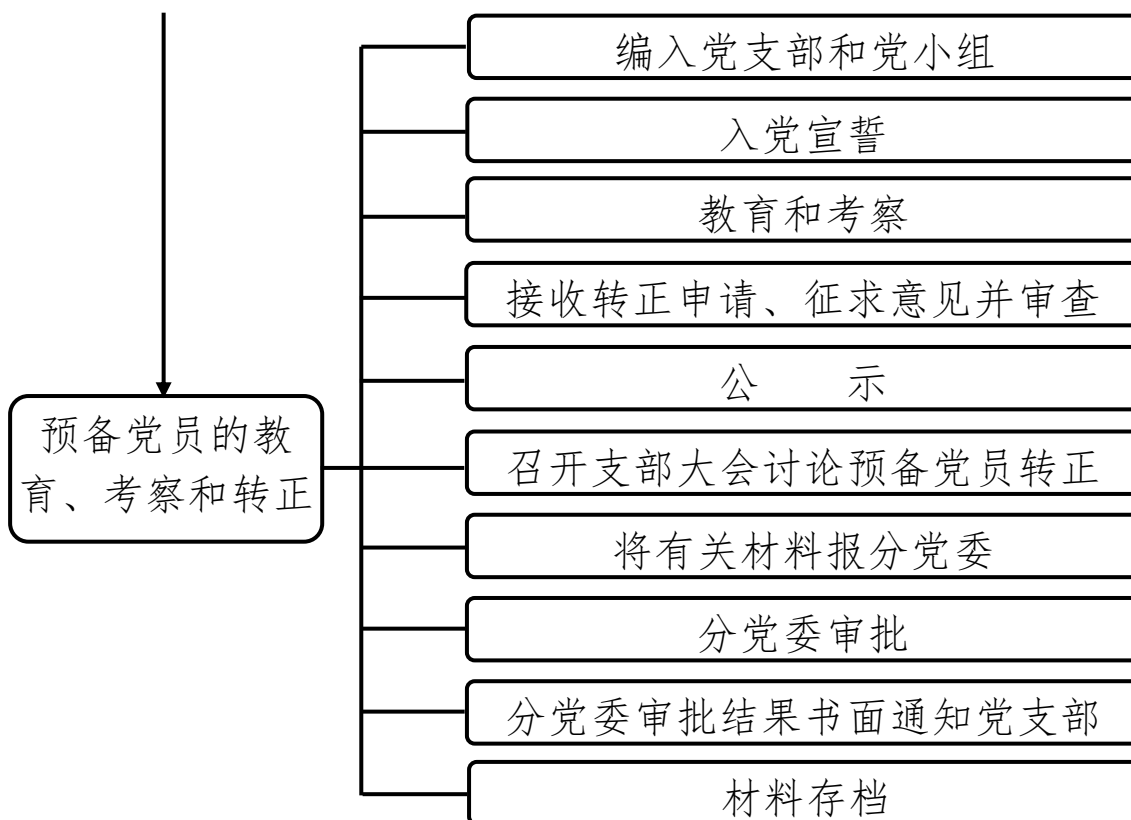 编入党支部和党小组
入党宣誓
教育和考察
接收转正申请、征求意见并审查
公 示
预备党员的教
育、考察和转正
召开支部大会讨论预备党员转正
将有关材料报分党委
分党委审批
分党委审批结果书面通知党支部
材料存档